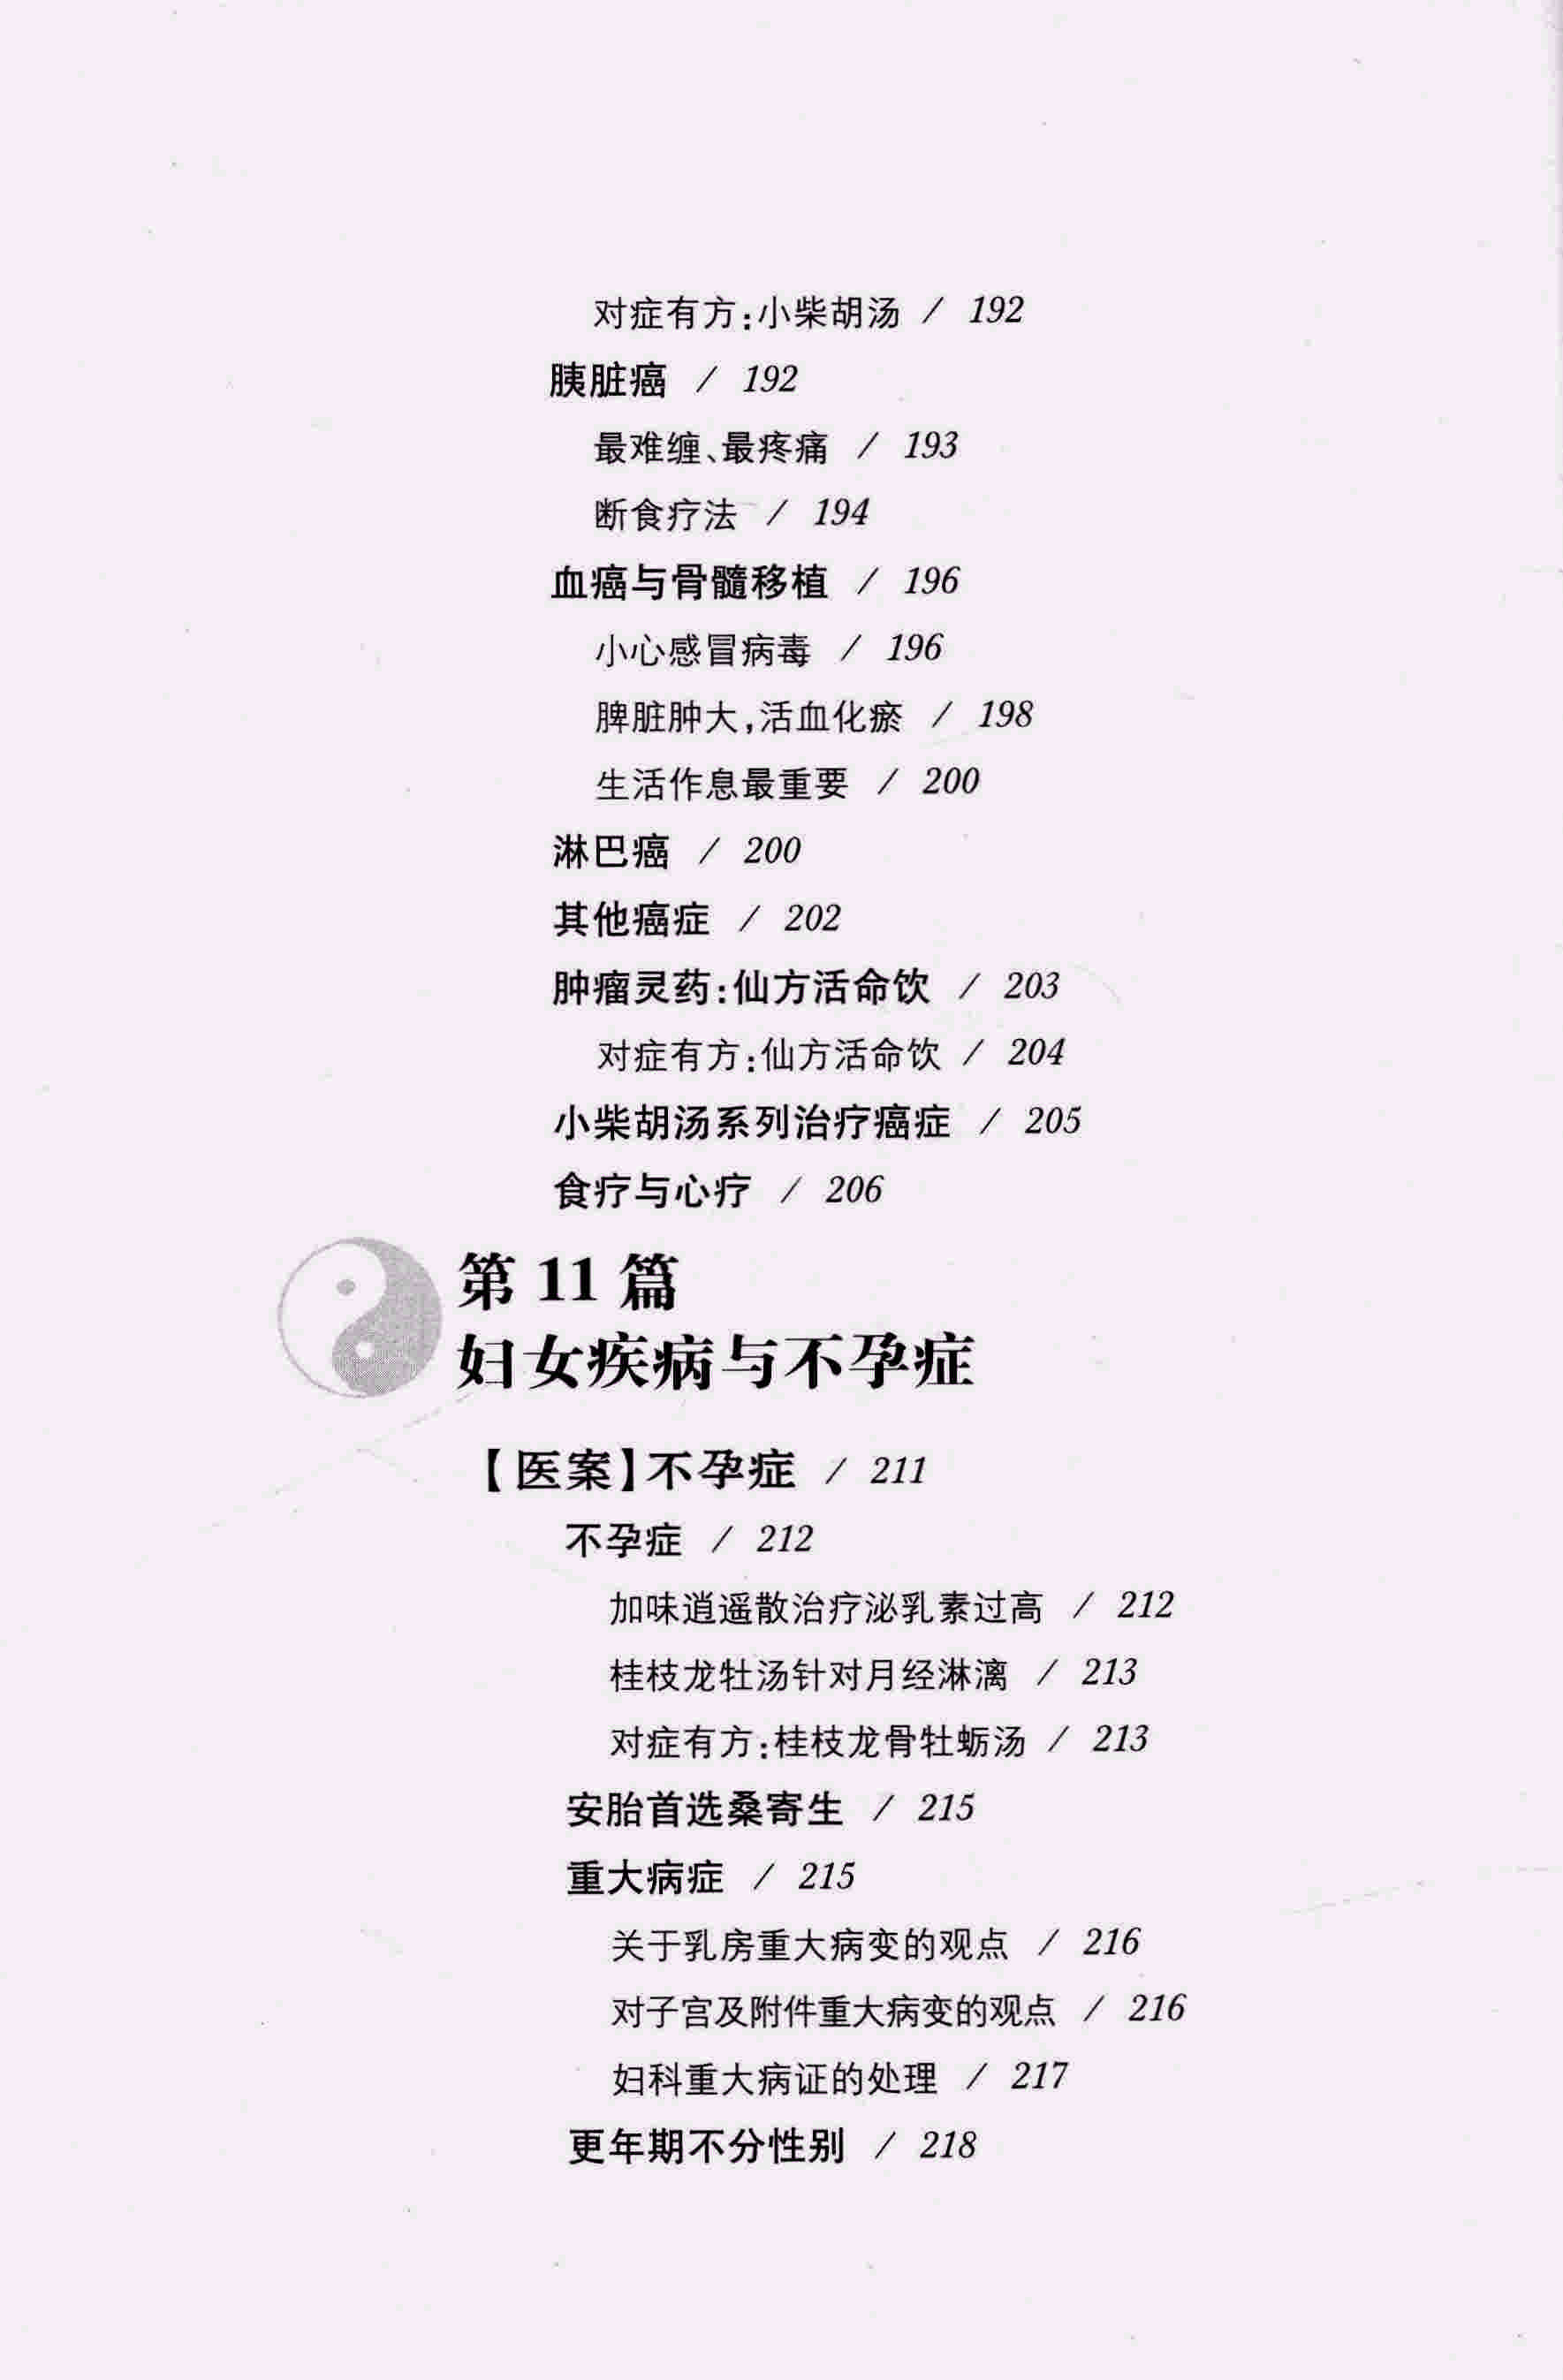 对症有方:小柴胡汤 / 192
胰脏癌 / 192
最难缠、最疼痛 / 193
断食疗法 / 194
血癌与骨髓移植 / 196
小心感冒病毒 / 196
脾脏肿大,活血化瘀 / 198
生活作息最重要 / 200
淋巴癌 / 200
其他癌症 / 202
肿瘤灵药:仙方活命饮 / 203
对症有方:仙方活命饮 / 204
小柴胡汤系列治疗癌症 / 205
食疗与心疗 / 206
第 11 篇
妇女疾病与不孕症
【医案】不孕症 / 211
不孕症 / 212
加味逍遥散治疗泌乳素过高 / 212
桂枝龙牡汤针对月经淋漓 / 213
对症有方:桂枝龙骨牡蛎汤 / 213
安胎首选桑寄生 / 215
重大病症 / 215
关于乳房重大病变的观点 / 216
对子宫及附件重大病变的观点 / 216
妇科重大病证的处理 / 217
更年期不分性别 / 218